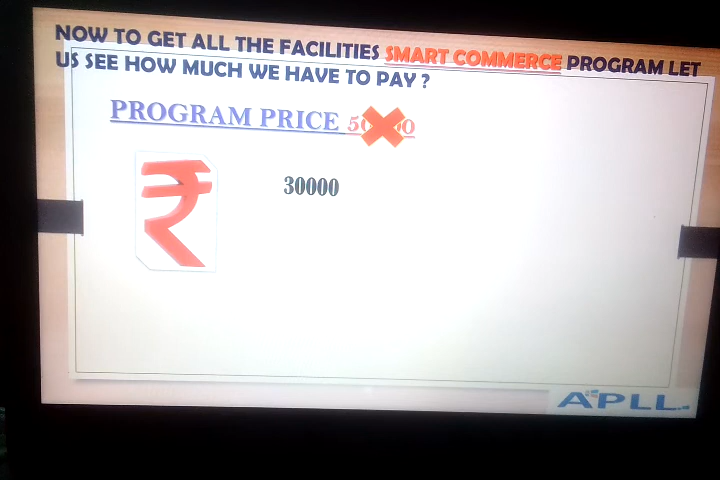 NOW TO GET ALL THE FACILITIES SMART COMMERCE PROGRAM LET
US SEE HOW MUCH WE HAVE TO PAY ?
PROGRAM PRICE
₹
30000
APLL